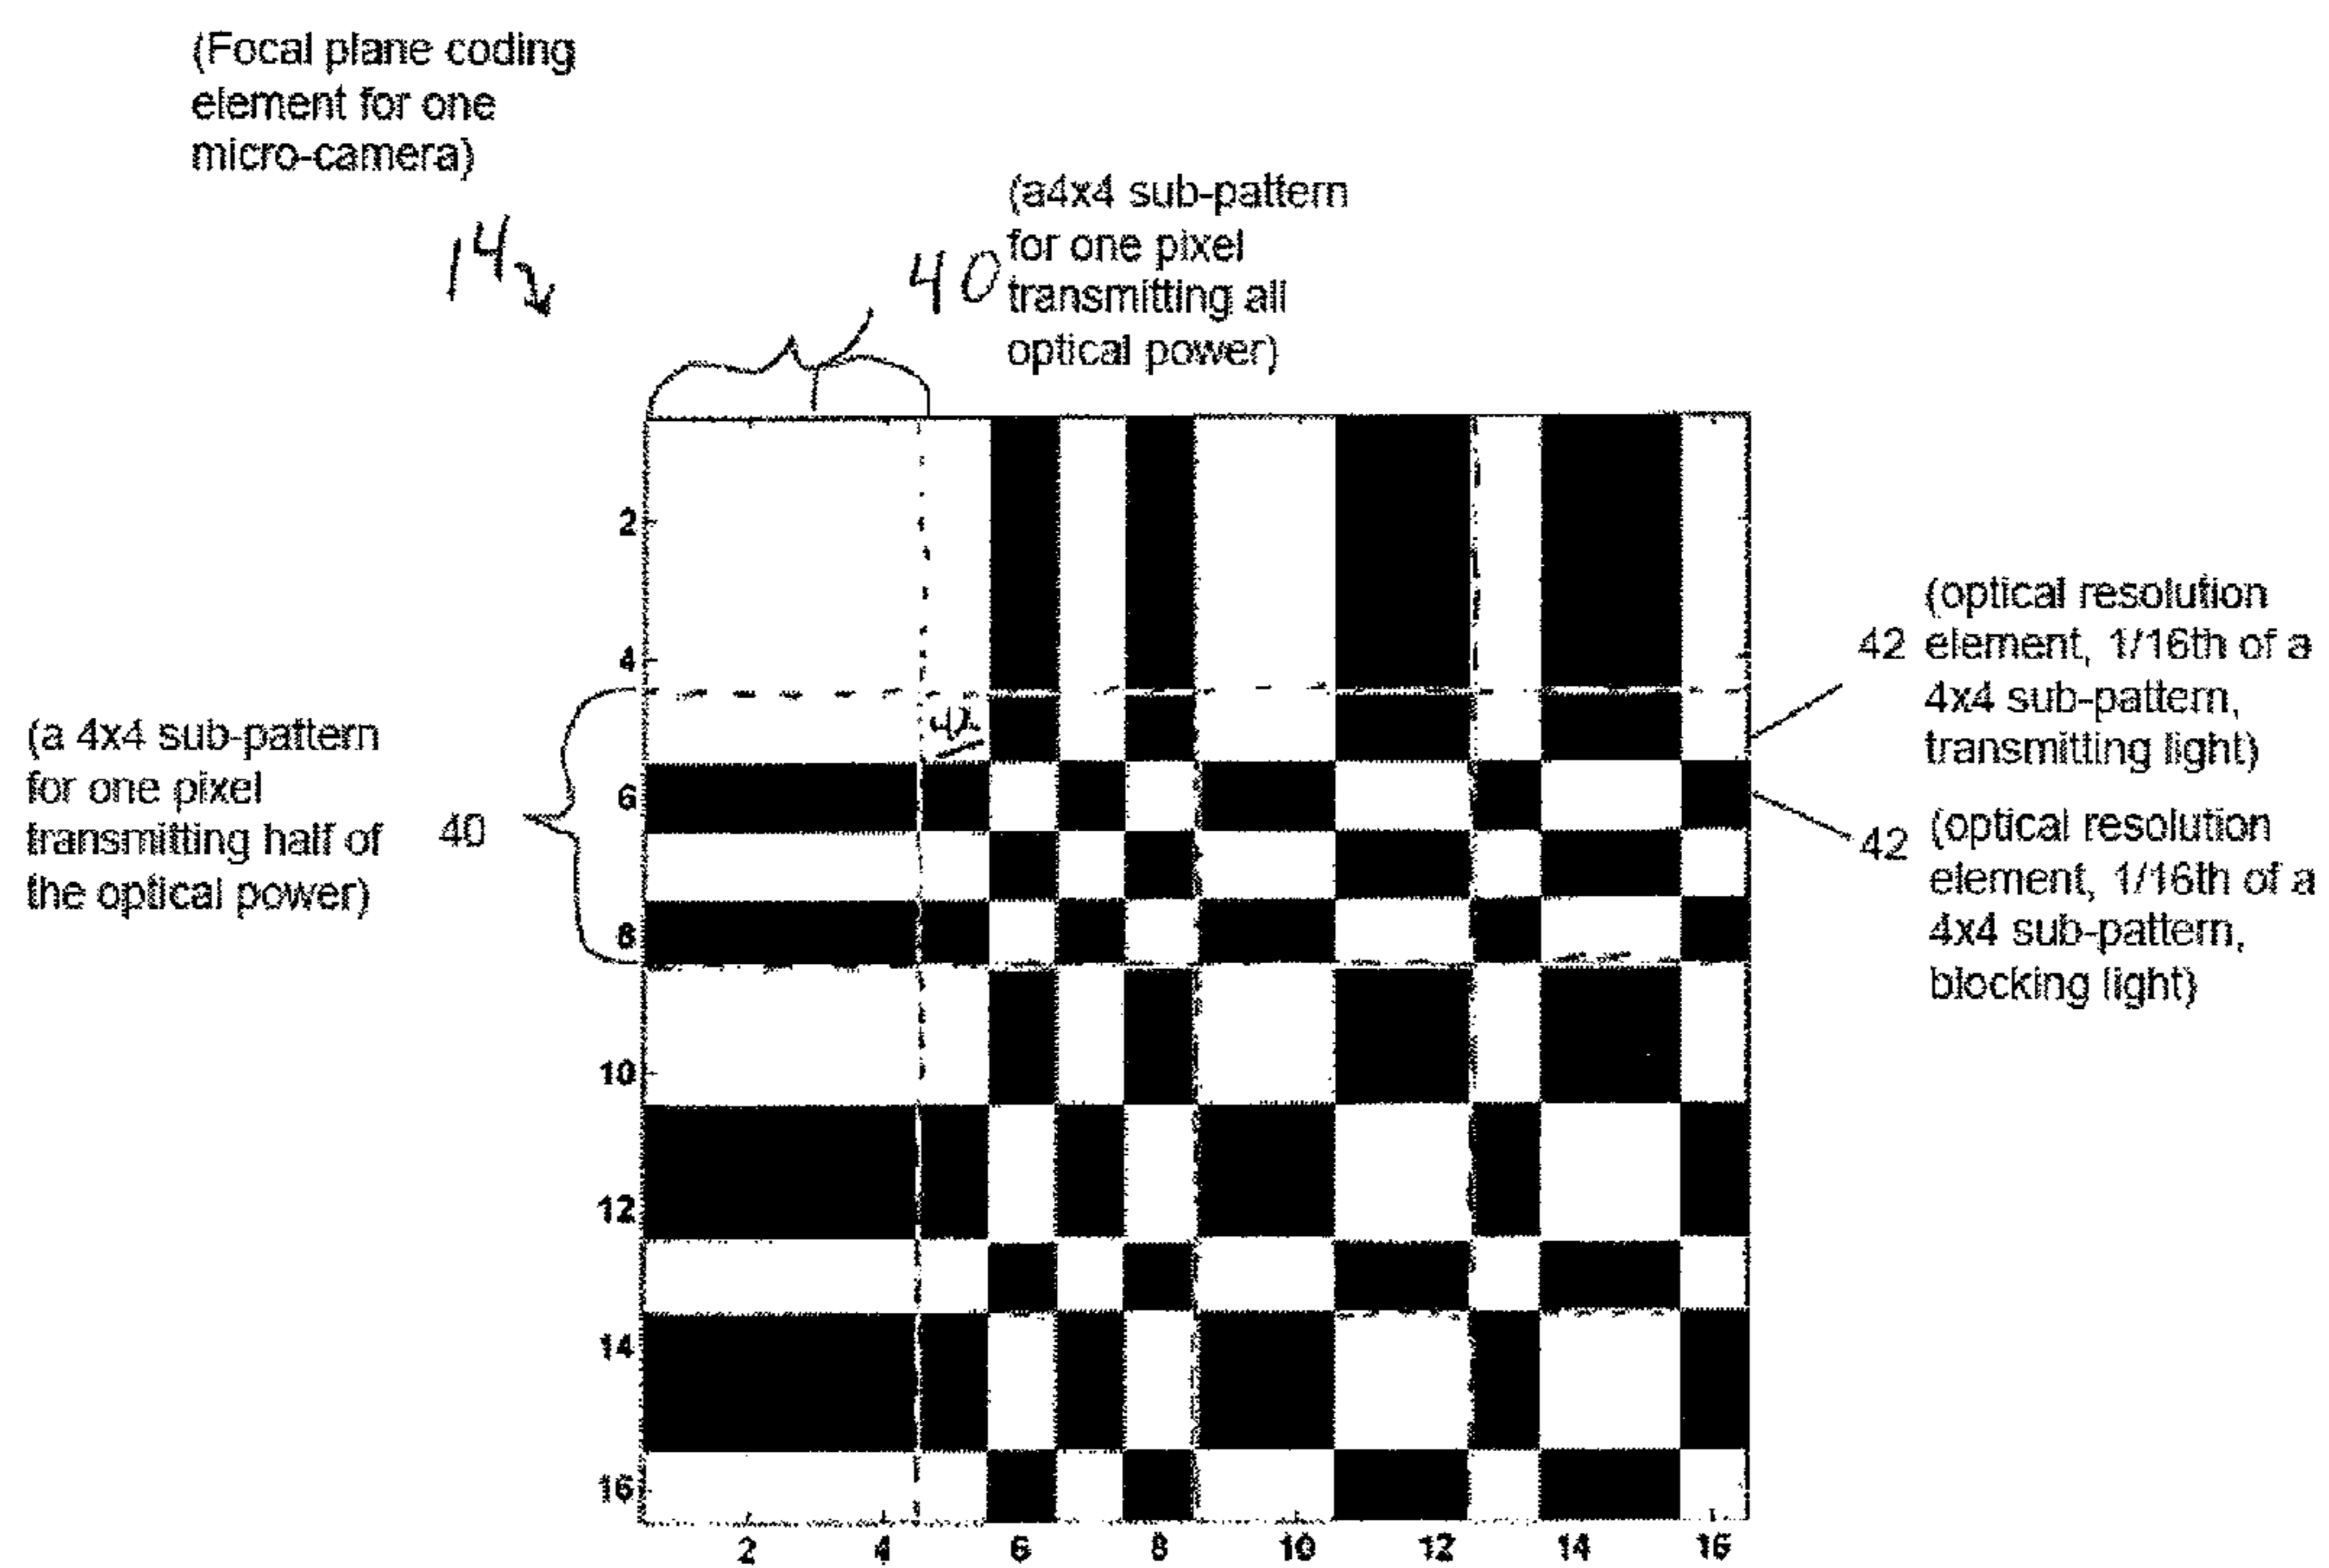 (Focal plane coding
element for one
micro-camera)
14
40
(a4x4 sub-pattern
for one pixel
transmitting all
optical power)
2
4
6
8
10
12
14
16
42
(a 4x4 sub-pattern
for one pixel
transmitting half of
the optical power)
40
42
(optical resolution
element, 1/16th of a
4x4 sub-pattern,
transmitting light)
42
(optical resolution
element, 1/16th of a
4x4 sub-pattern,
blocking light)
2
4
6
8
10
12
14
16